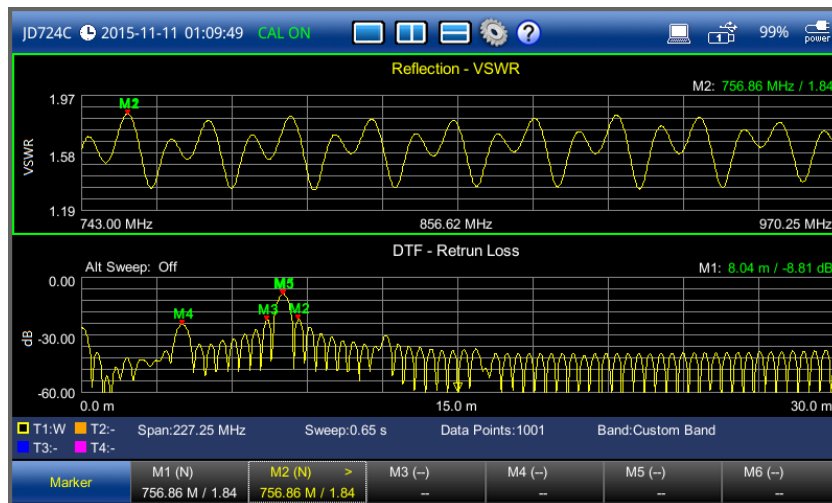 JD724C 2015-11-11 01:09:49 CAL ON 1 99% power
Reflection - VSWR
M2: 756.86 MHz / 1.84
1.97
M2
VSWR
1.58
1.19
743.00 MHz 856.62 MHz 970.25 MHz
DTF - Retrun Loss
Alt Sweep: Off
M1: 8.04 m / -8.81 dB
0.00
M5
M4 M3 M2
dB
-30.00
-60.00
0.0 m 15.0 m 30.0 m
T1:W T2:- Span:227.25 MHz Sweep:0.65 s Data Points:1001 Band:Custom Band
T3:- T4:-
Marker
M1 (N) M2 (N) > M3 (--) M4 (--) M5 (--) M6 (--)
756.86 M / 1.84 756.86 M / 1.84 -- -- -- --